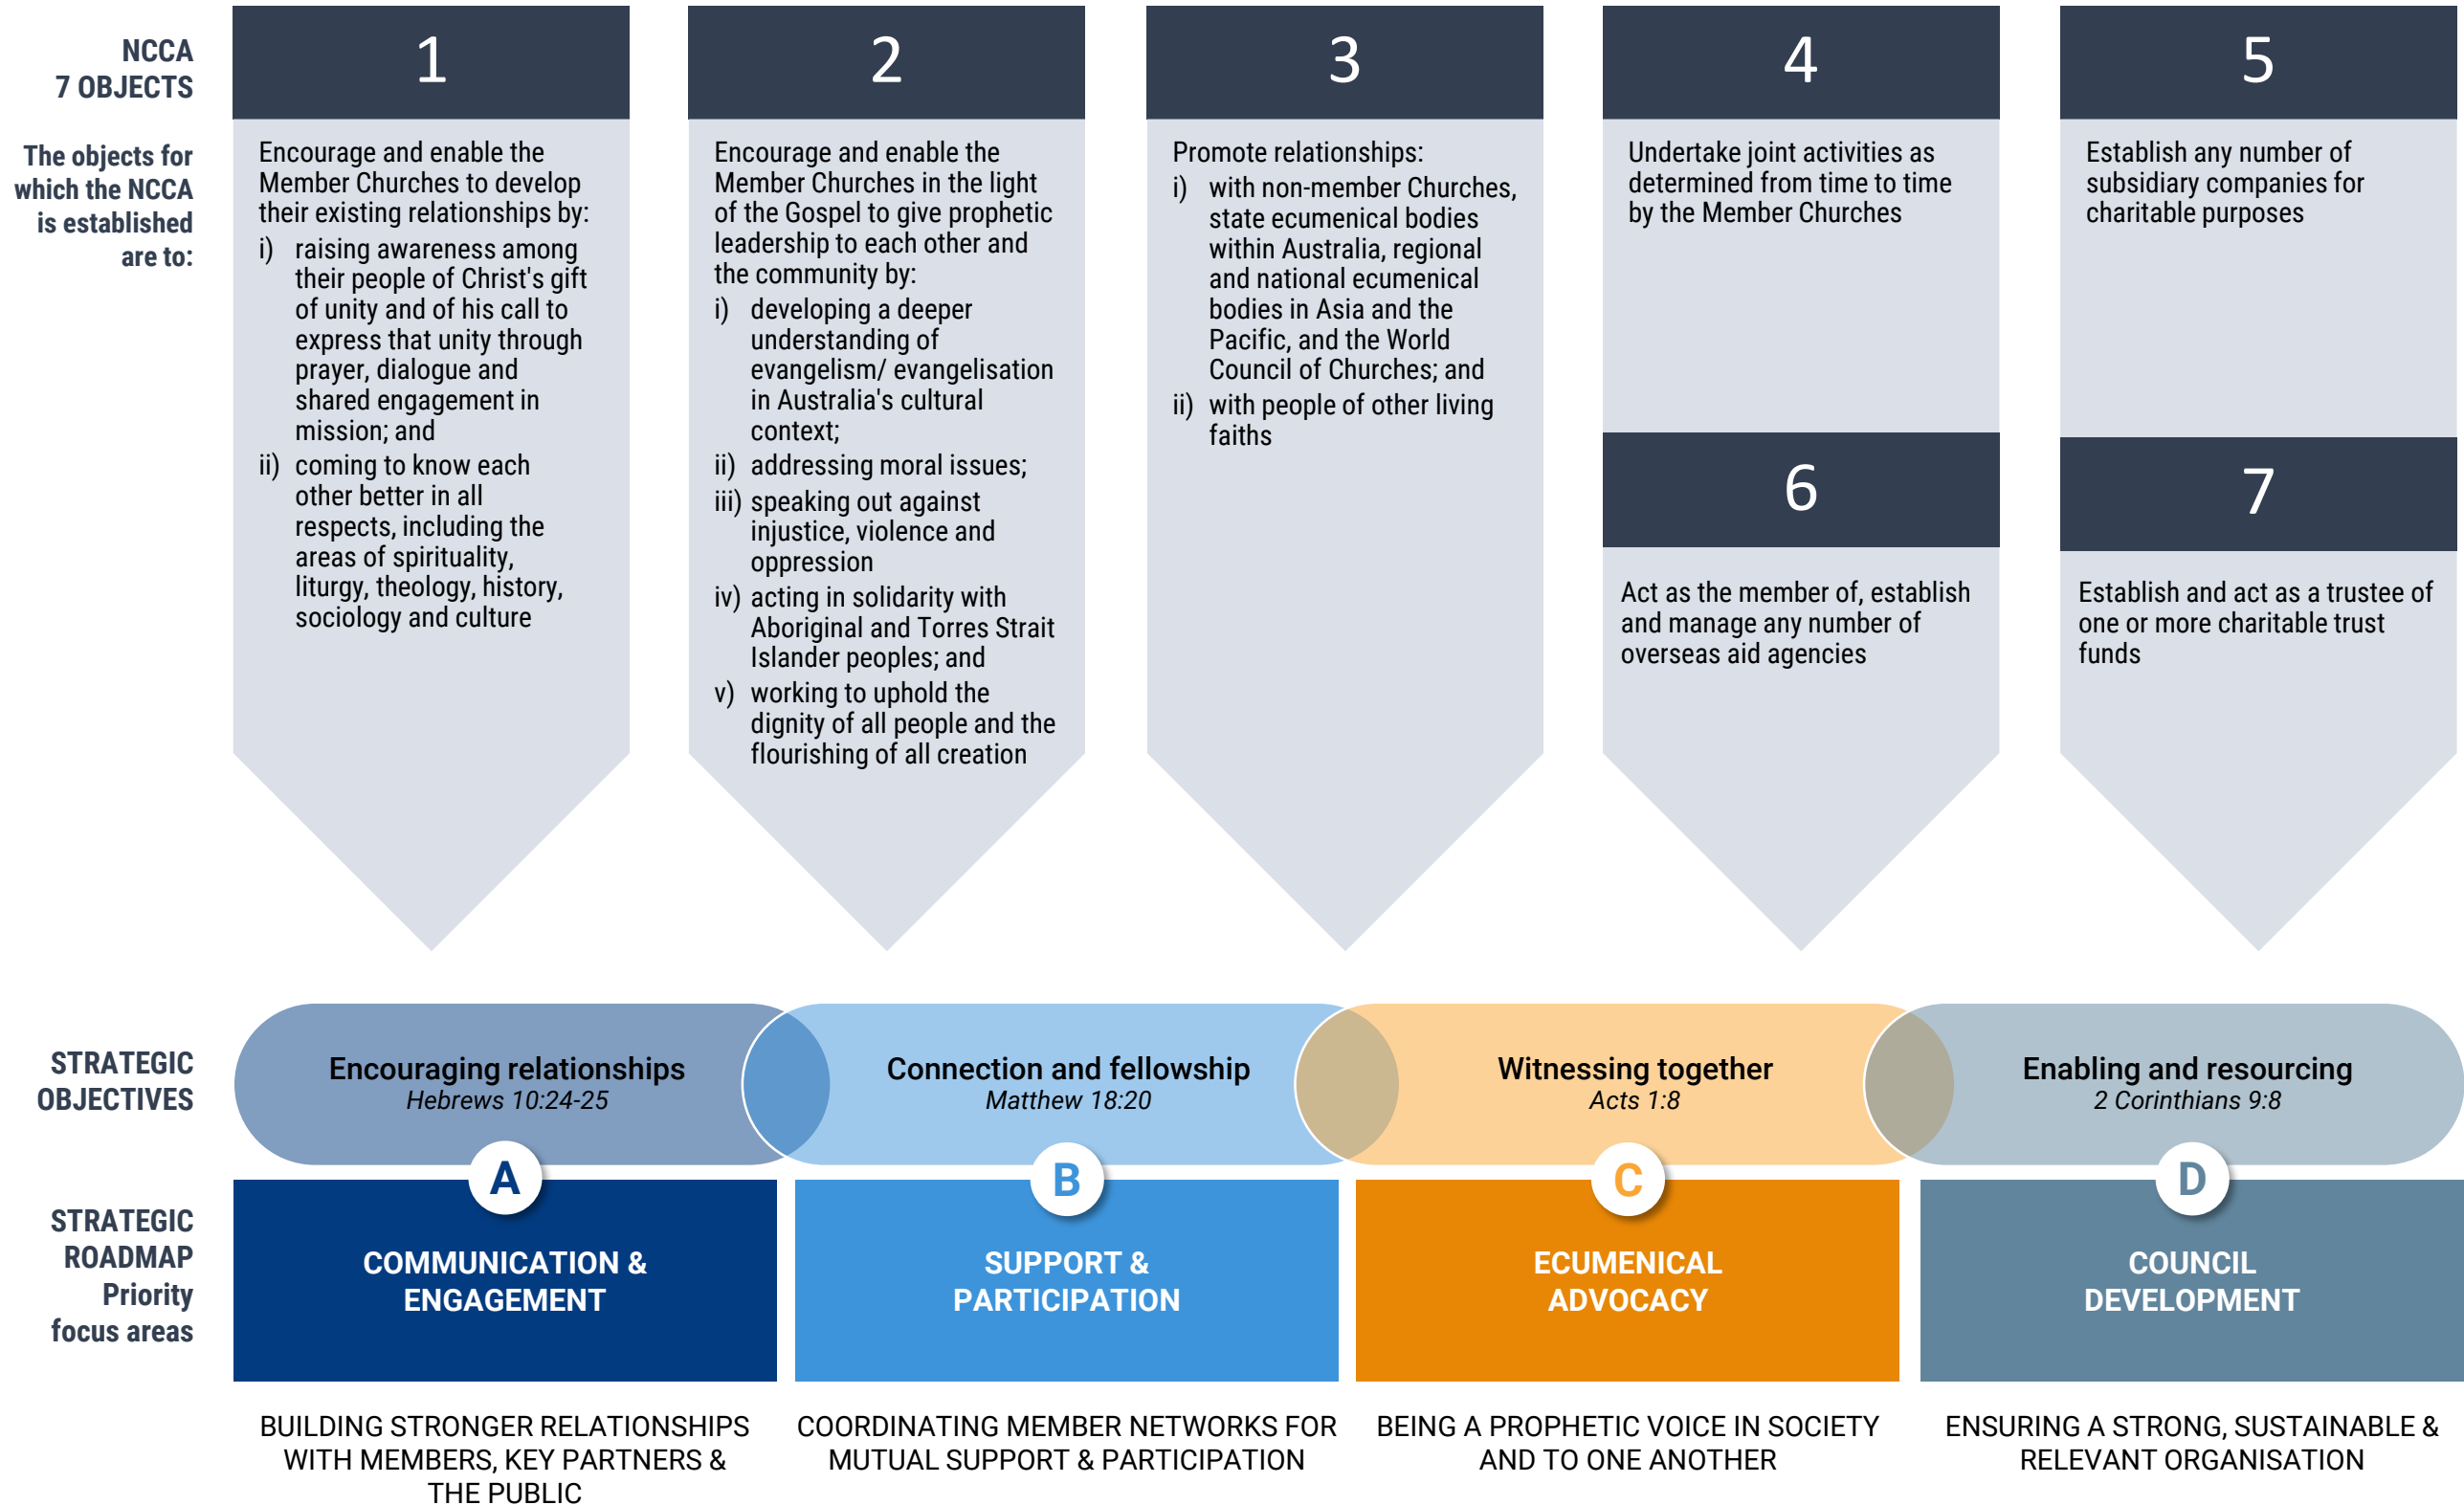 NCCA
7 OBJECTS
The objects for
which the NCCA
is established
are to:
1
Encourage and enable the
Member Churches to develop
their existing relationships by:
i) raising awareness among
their people of Christ's gift
of unity and of his call to
express that unity through
prayer, dialogue and
shared engagement in
mission; and
ii) coming to know each
other better in all
respects, including the
areas of spirituality,
liturgy, theology, history,
sociology and culture
2
Encourage and enable the
Member Churches in the light
of the Gospel to give prophetic
leadership to each other and
the community by:
i) developing a deeper
understanding of
evangelism/ evangelisation
in Australia's cultural
context;
ii) addressing moral issues;
iii) speaking out against
injustice, violence and
oppression
iv) acting in solidarity with
Aboriginal and Torres Strait
Islander peoples; and
v) working to uphold the
dignity of all people and the
flourishing of all creation
3
Promote relationships:
i) with non-member Churches,
state ecumenical bodies
within Australia, regional
and national ecumenical
bodies in Asia and the
Pacific, and the World
Council of Churches; and
ii) with people of other living
faiths
4
Undertake joint activities as
determined from time to time
by the Member Churches
5
Establish any number of
subsidiary companies for
charitable purposes
6
Act as the member of, establish
and manage any number of
overseas aid agencies
7
Establish and act as a trustee of
one or more charitable trust
funds
STRATEGIC
OBJECTIVES
Encouraging relationships
Hebrews 10:24-25
Connection and fellowship
Matthew 18:20
Witnessing together
Acts 1:8
Enabling and resourcing
2 Corinthians 9:8
STRATEGIC
ROADMAP
Priority
focus areas
A
COMMUNICATION &
ENGAGEMENT
BUILDING STRONGER RELATIONSHIPS
WITH MEMBERS, KEY PARTNERS &
THE PUBLIC
B
SUPPORT &
PARTICIPATION
COORDINATING MEMBER NETWORKS FOR
MUTUAL SUPPORT & PARTICIPATION
C
ECUMENICAL
ADVOCACY
BEING A PROPHETIC VOICE IN SOCIETY
AND TO ONE ANOTHER
D
COUNCIL
DEVELOPMENT
ENSURING A STRONG, SUSTAINABLE &
RELEVANT ORGANISATION